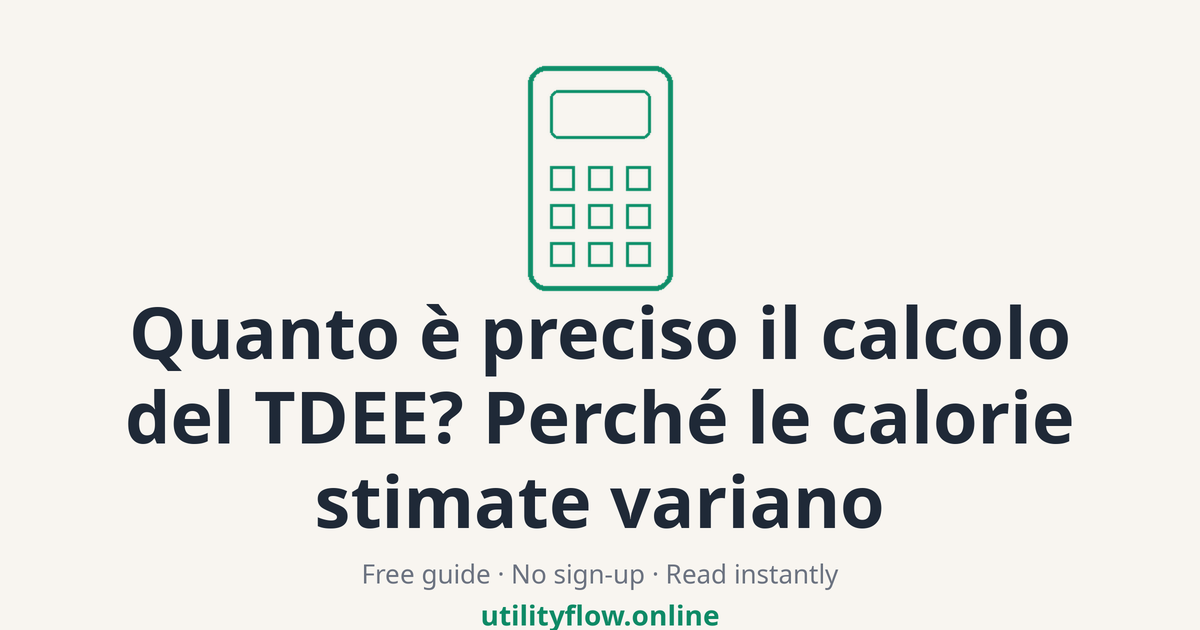 Quanto è preciso il calcolo
del TDEE? Perché le calorie
stimate variano
Free guide · No sign-up · Read instantly
utilityflow.online